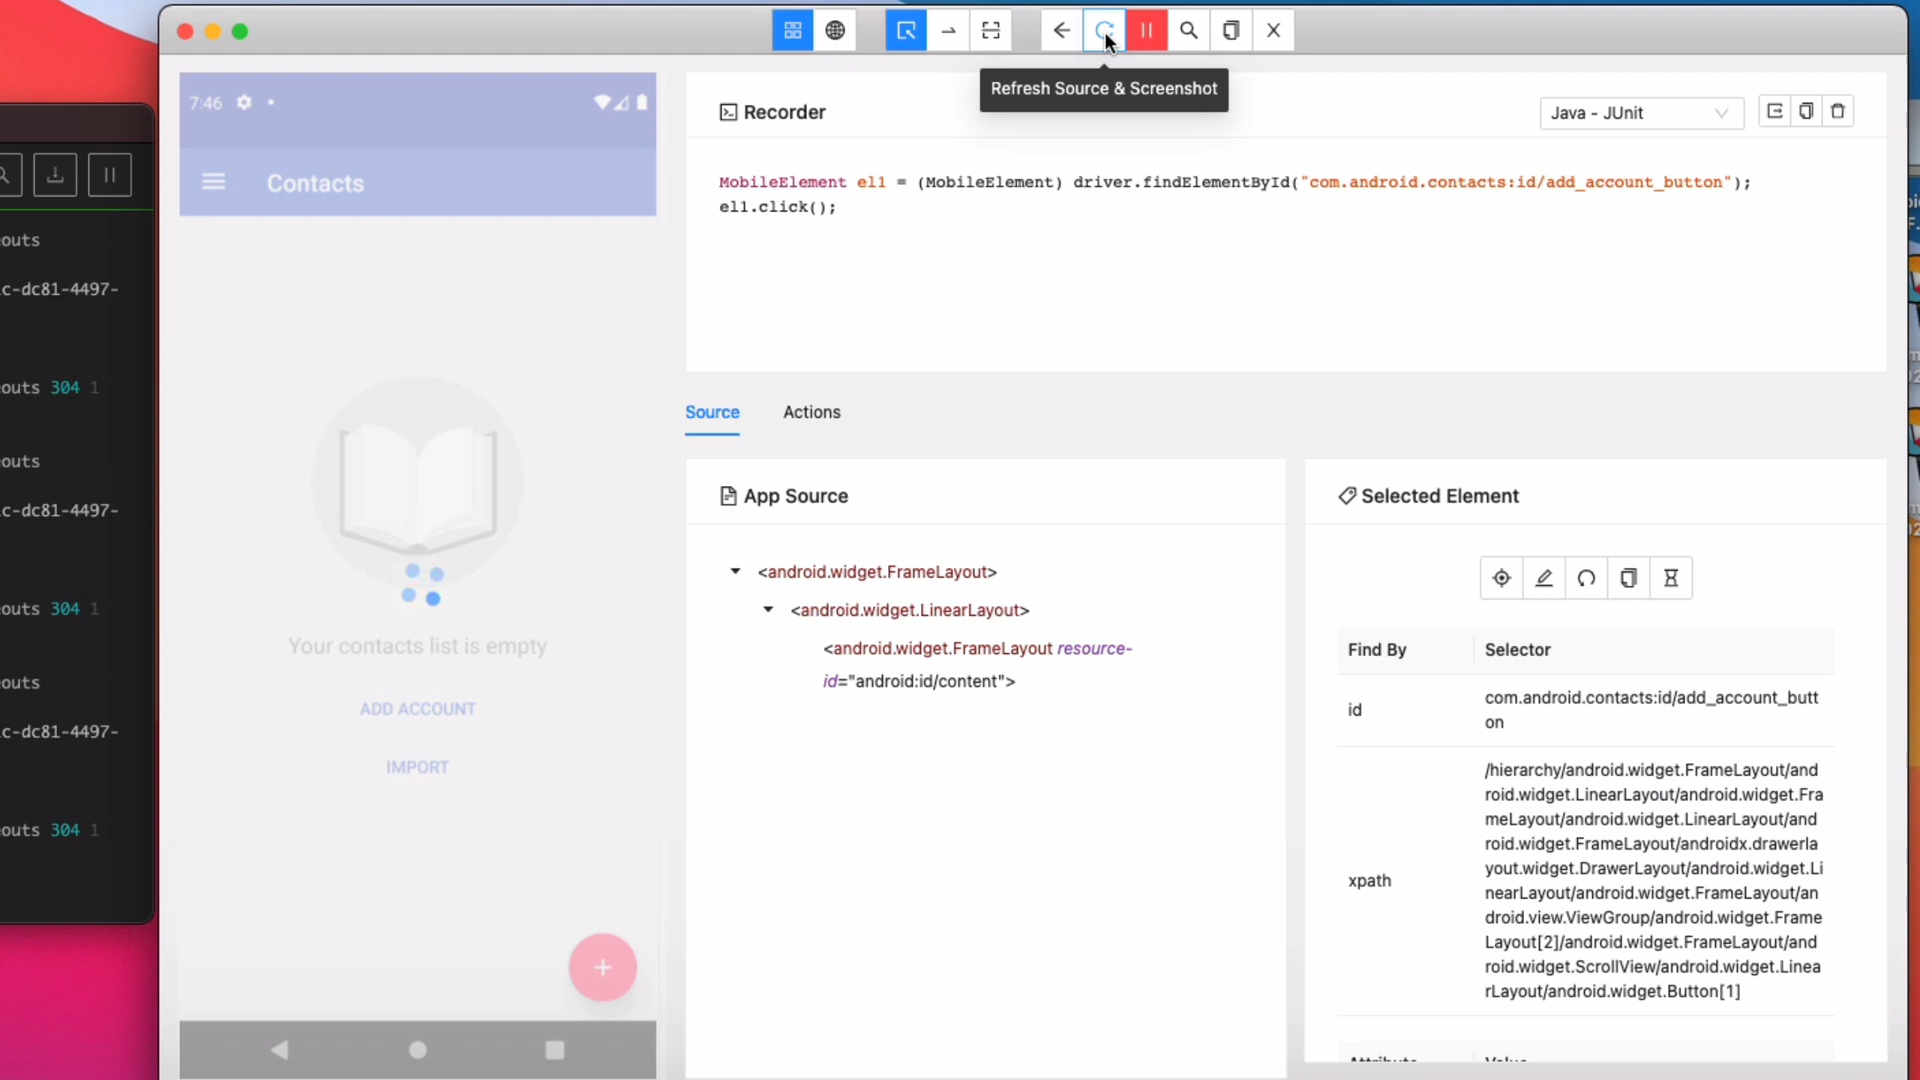 Refresh Source & Screenshot
outs
c-dc81-4497-
outs 304 1
outs
c-dc81-4497-
outs 304 1
outs
c-dc81-4497-
outs 304 1
7:46
Contacts
Your contacts list is empty
ADD ACCOUNT
IMPORT
+
Recorder
Java - JUnit
MobileElement el1 = (MobileElement) driver.findElementById("com.android.contacts:id/add_account_button");
el1.click();
Source
Actions
App Source
<android.widget.FrameLayout>
<android.widget.LinearLayout>
<android.widget.FrameLayout resource-
id="android:id/content">
Selected Element
Find By
Selector
id
com.android.contacts:id/add_account_butt
on
xpath
/hierarchy/android.widget.FrameLayout/and
roid.widget.LinearLayout/android.widget.Fra
meLayout/android.widget.LinearLayout/and
roid.widget.FrameLayout/androidx.drawerla
yout.widget.DrawerLayout/android.widget.Li
nearLayout/android.widget.FrameLayout/an
droid.view.ViewGroup/android.widget.Frame
Layout[2]/android.widget.FrameLayout/and
roid.widget.ScrollView/android.widget.Linea
rLayout/android.widget.Button[1]
Attribute
Value